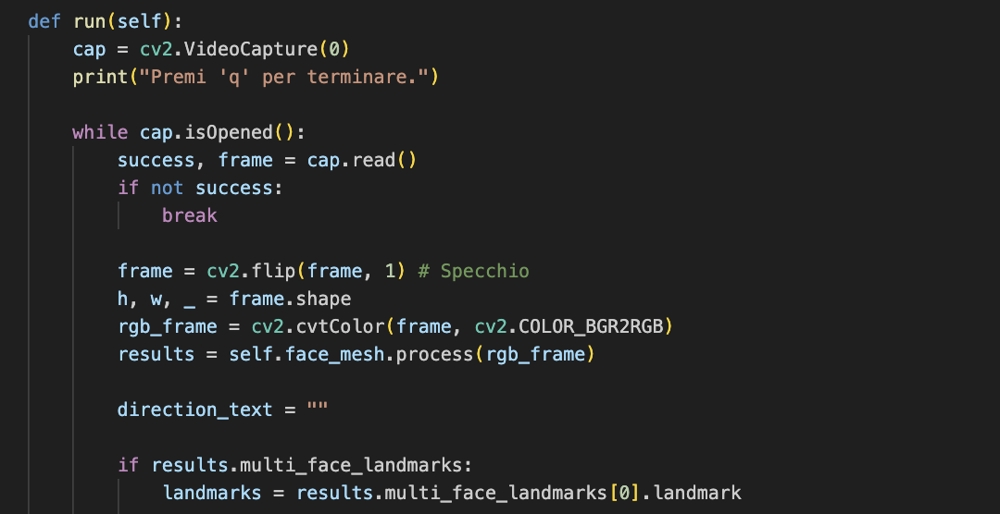 def run(self):
    cap = cv2.VideoCapture(0)
    print("Premi 'q' per terminare.")

    while cap.isOpened():
        success, frame = cap.read()
        if not success:
            break

        frame = cv2.flip(frame, 1) # Specchio
        h, w, _ = frame.shape
        rgb_frame = cv2.cvtColor(frame, cv2.COLOR_BGR2RGB)
        results = self.face_mesh.process(rgb_frame)

        direction_text = ""

        if results.multi_face_landmarks:
            landmarks = results.multi_face_landmarks[0].landmark